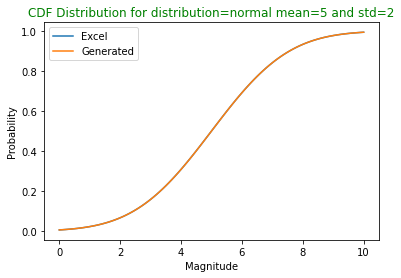 CDF Distribution for distribution=normal mean=5 and std=2
Excel
Generated
Probability
1.0
0.8
0.6
0.4
0.2
0.0
0 2 4 6 8 10
Magnitude